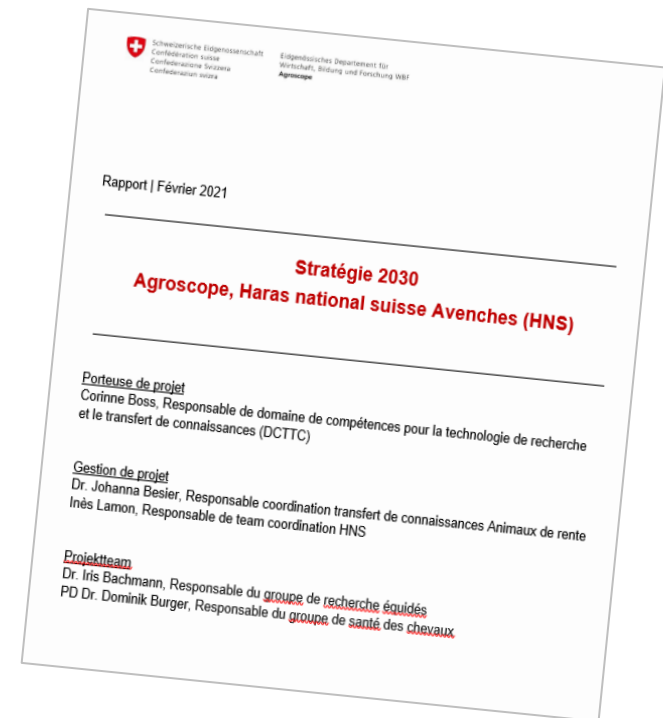 Schweizerische Eidgenossenschaft
Confédération suisse
Confederazione Svizzera
Confederaziun svizra
Eidgenössisches Departement für
Wirtschaft, Bildung und Forschung WBF
Agroscope
Rapport | Février 2021
Stratégie 2030
Agroscope, Haras national suisse Avenches (HNS)
Porteuse de projet
Corinne Boss, Responsable de domaine de compétences pour la technologie de recherche
et le transfert de connaissances (DCTTC)
Gestion de projet
Dr. Johanna Besier, Responsable coordination transfert de connaissances Animaux de rente
Inès Lamon, Responsable de team coordination HNS
Projektteam
Dr. Iris Bachmann, Responsable du groupe de recherche équidés
PD Dr. Dominik Burger, Responsable du groupe de santé des chevaux